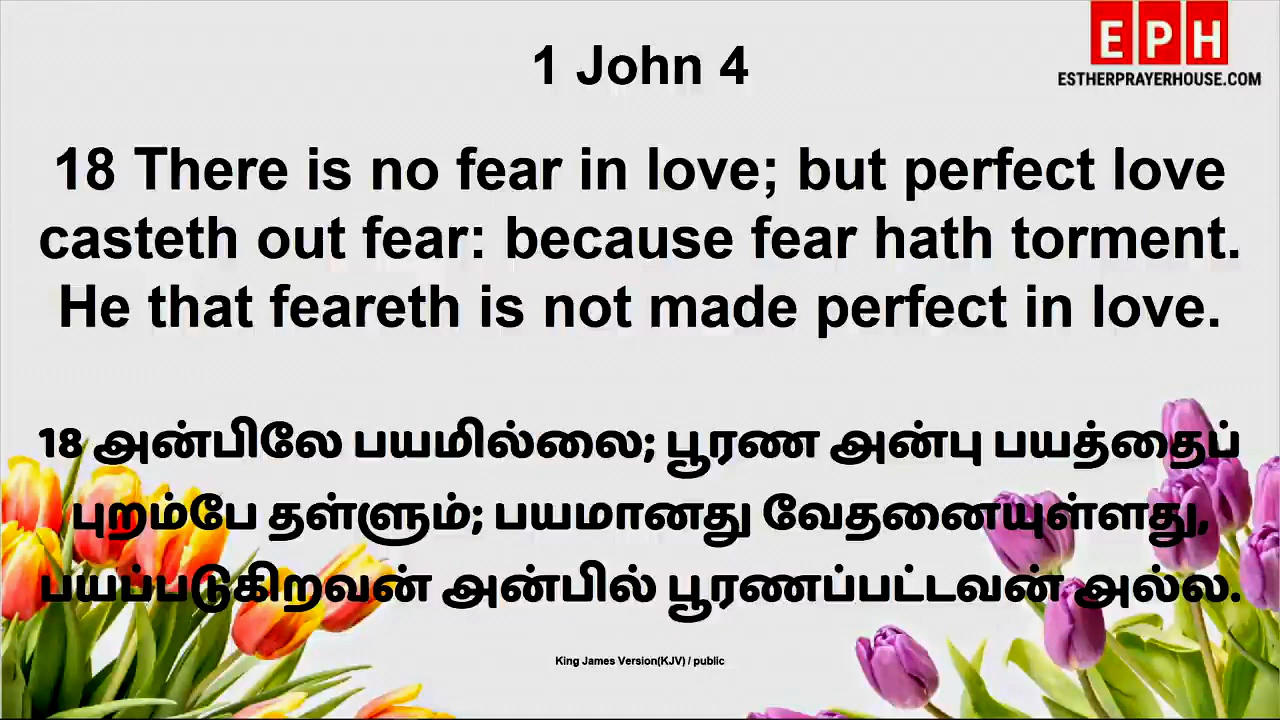 E P H
ESTHERPRAYERHOUSE.COM
1 John 4
18 There is no fear in love; but perfect love
casteth out fear: because fear hath torment.
He that feareth is not made perfect in love.
18 அன்பிலே பயமில்லை; பூரண அன்பு பயத்தைப்
புறம்பே தள்ளும்; பயமானது வேதனையுள்ளது,
பயப்படுகிறவன் அன்பில் பூரணப்பட்டவன் அல்ல.
King James Version(KJV) / public